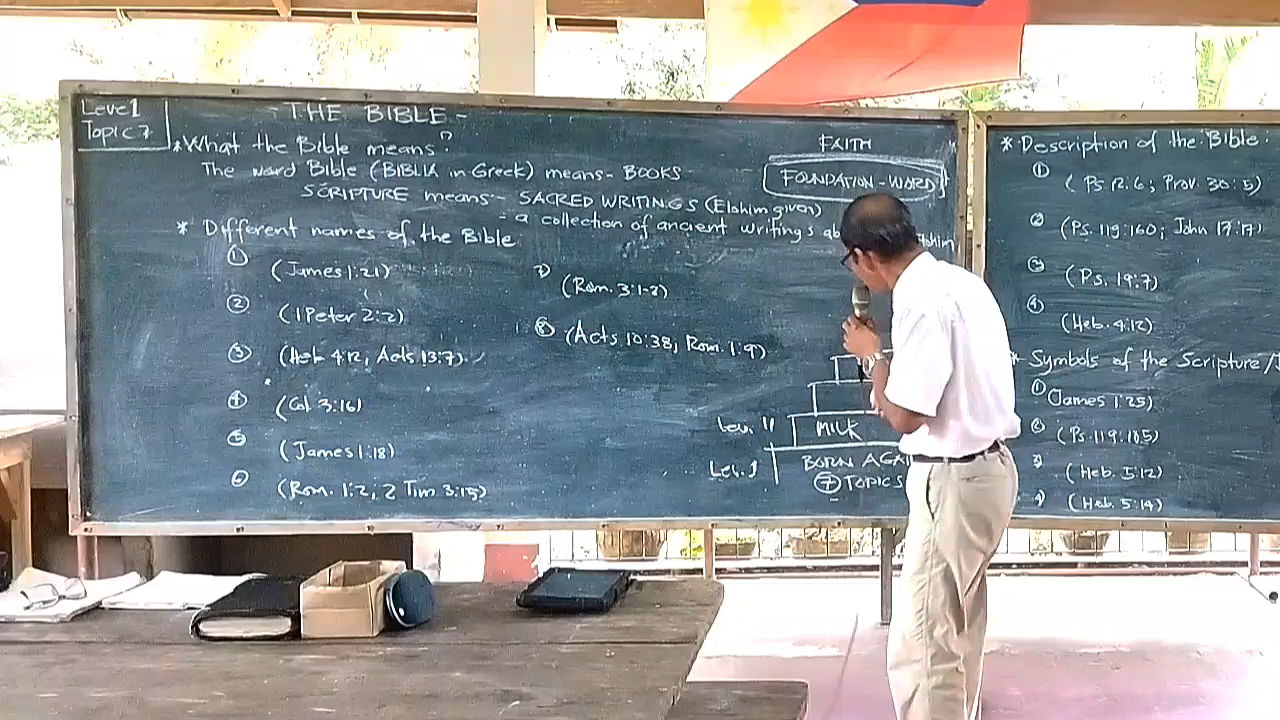 Level 1
Topic 7
- THE BIBLE -
* What the Bible means?
The word Bible (BIBLIA in Greek) means - BOOKS
SCRIPTURE means - SACRED WRITINGS (Elohim given)
- a collection of ancient writings
* Different names of the Bible
① (James 1:21)
② (1 Peter 2:2)
③ (Heb. 4:12; Acts 13:7)
④ (Col. 3:16)
⑤ (James 1:18)
⑥ (Rom. 1:2; 2 Tim. 3:15)
7) (Rom. 3:1-2)
⑧ (Acts 10:38; Rom. 1:9)
FAITH
FOUNDATION - WORD
MILK
Lev. 1
BORN AGA
⑦ TOPICS
* Description of the Bible.
① (Ps 12:6; Prov. 30:5)
② (Ps. 119:160; John 17:17)
③ (Ps. 19:7)
④ (Heb. 4:12)
* Symbols of the Scripture/
① (James 1:25)
② (Ps. 119:105)
3) (Heb. 5:12)
4) (Heb. 5:14)